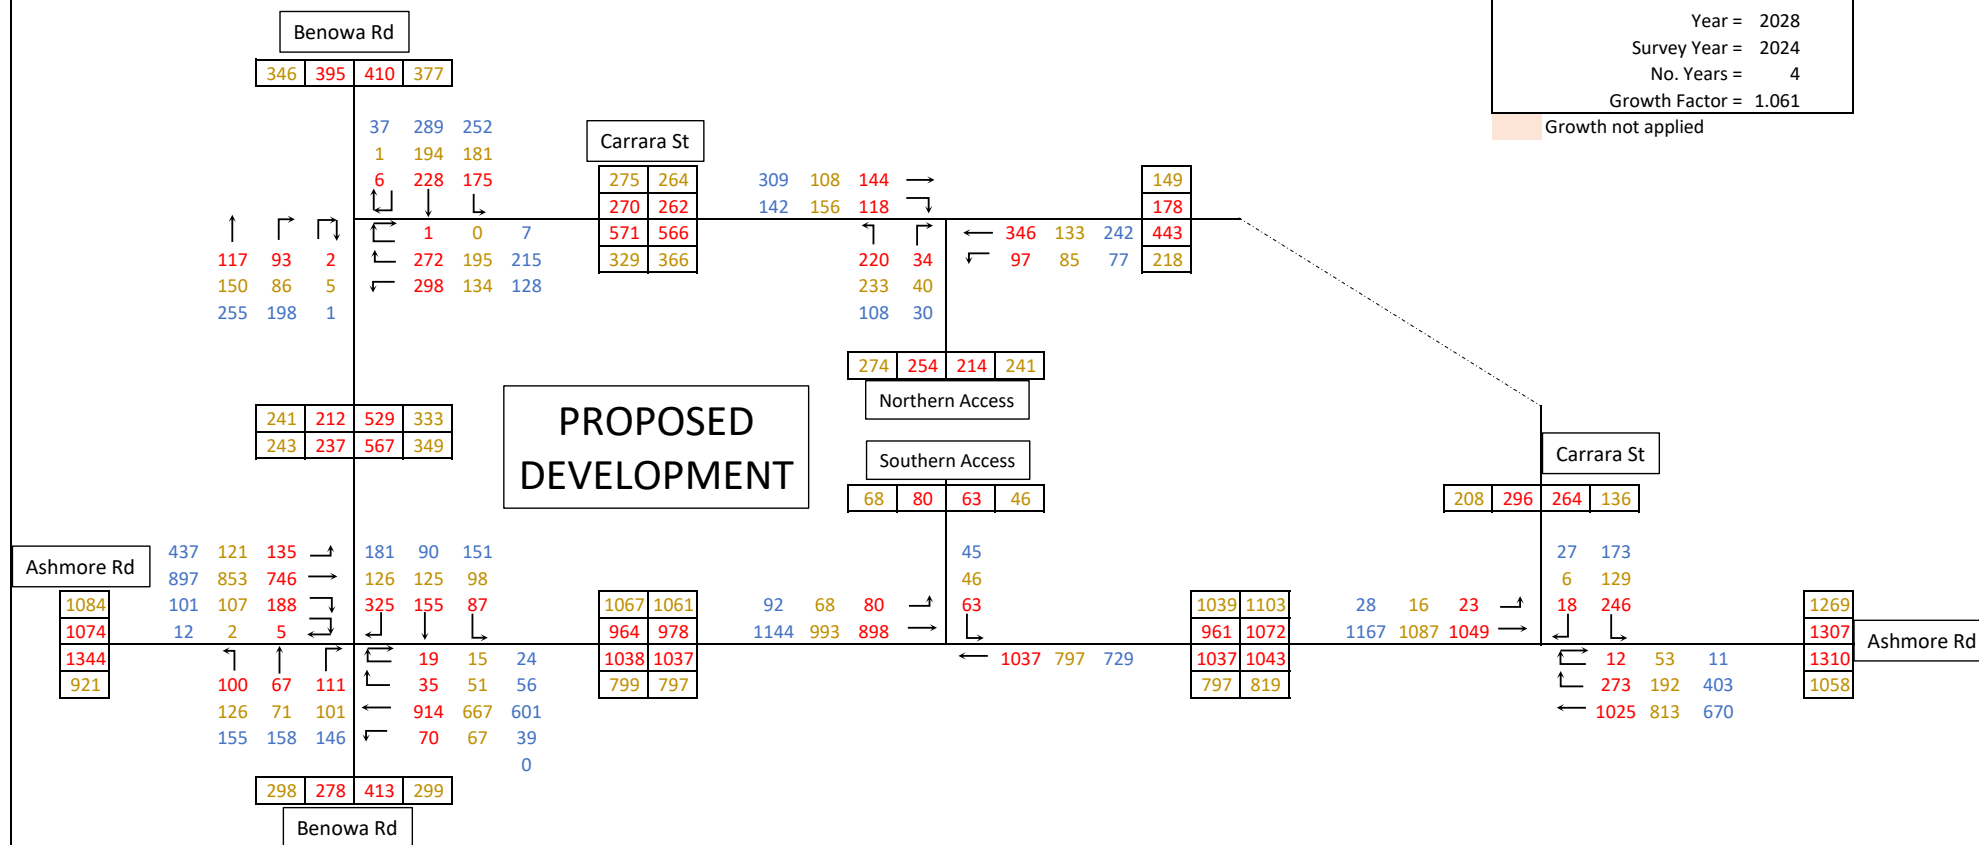 Year = 2028
Benowa Rd
Survey Year = 2024
346 395 410 377
No. Years = 4
Growth Factor = 1.061
37 289 252
Growth not applied
Carrara St
1 194 181
6 228 175
275 264
309 108 144
149
270 262
142 156 118
178
1 0 7
571 566
346 133 242
443
117 93 2
272 195 215
329 366
220 34
97 85 77
218
150 86 5
298 134 128
233 40
255 198 1
108 30
274 254 214 241
Northern Access
241 212 529 333
PROPOSED
243 237 567 349
DEVELOPMENT
Southern Access
Carrara St
68 80 63 46
208 296 264 136
Ashmore Rd
437 121 135
181 90 151
45
27 173
897 853 746
126 125 98
46
6 129
1084
101 107 188
325 155 87
1067 1061
92 68 80
63
1039 1103
28 16 23
18 246
1269
1074
12 2 5
964 978
1144 993 898
961 1072
1167 1087 1049
1307
Ashmore Rd
1344
19 15 24
1038 1037
1037 797 729
1037 1043
12 53 11
1310
921
100 67 111
35 51 56
799 797
797 819
273 192 403
1058
126 71 101
914 667 601
1025 813 670
155 158 146
70 67 39
0
298 278 413 299
Benowa Rd